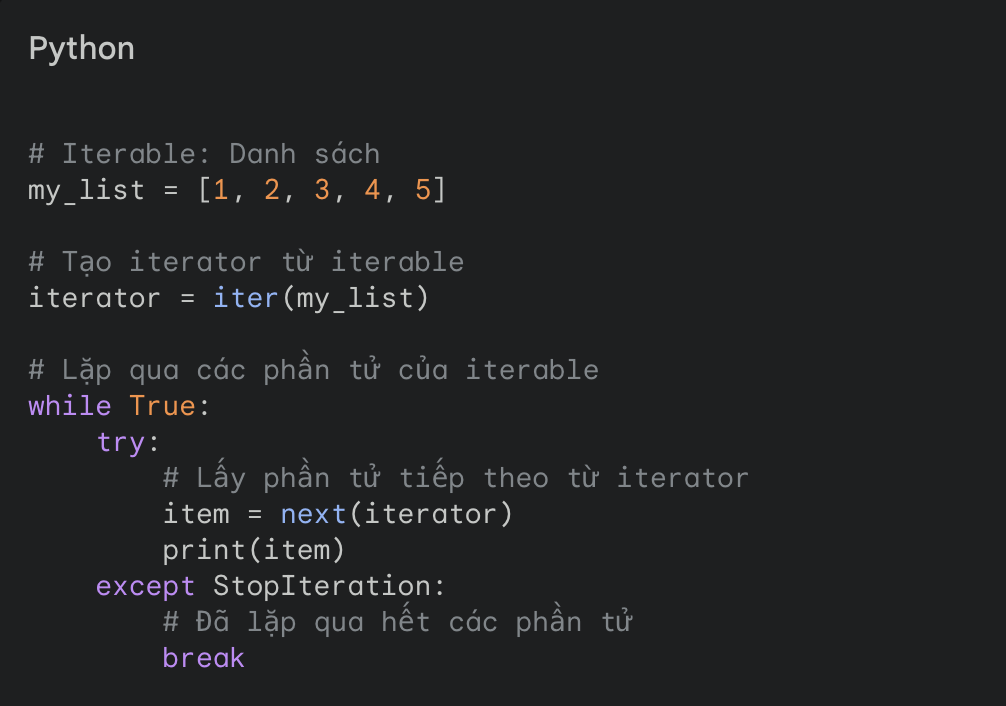 Python
# Iterable: Danh sách
my_list = [1, 2, 3, 4, 5]
# Tạo iterator từ iterable
iterator = iter(my_list)
# Lặp qua các phần tử của iterable
while True:
    try:
        # Lấy phần tử tiếp theo từ iterator
        item = next(iterator)
        print(item)
    except StopIteration:
        # Đã lặp qua hết các phần tử
        break